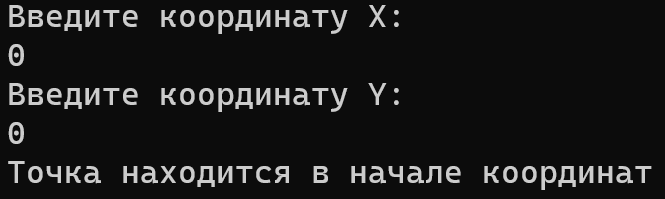 Введите координату X:
0
Введите координату Y:
0
Точка находится в начале координат